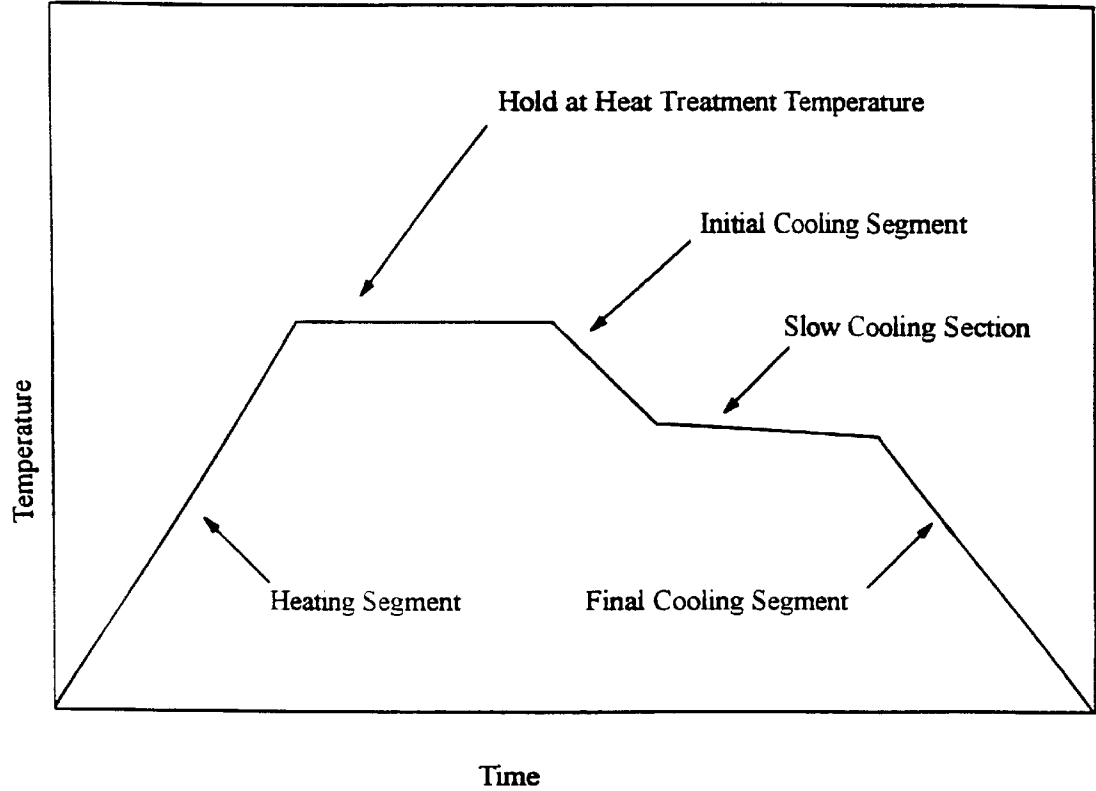 Hold at Heat Treatment Temperature
Initial Cooling Segment
Slow Cooling Section
Temperature
Heating Segment
Final Cooling Segment
Time